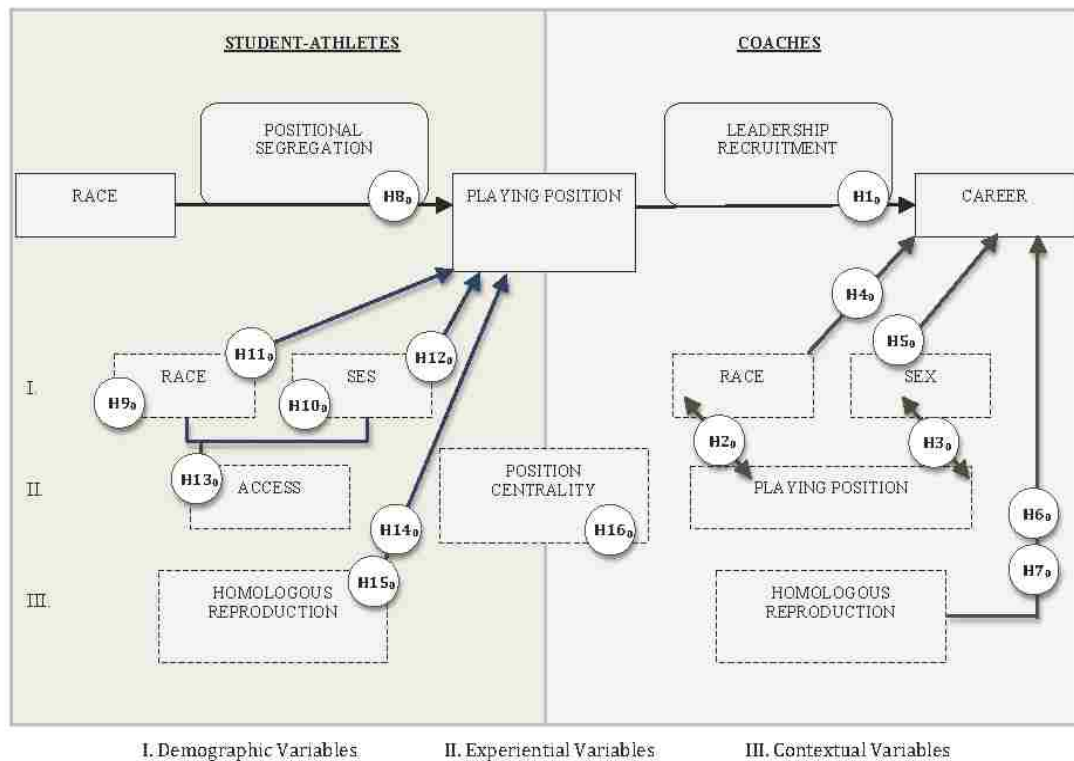 STUDENT-ATHLETES
COACHES
POSITIONAL
SEGREGATION
LEADERSHIP
RECRUITMENT
RACE
H8₀
PLAYING POSITION
H1₀
CAREER
H4₀
H11₀
H12₀
H5₀
I.
RACE
SES
RACE
SEX
H9₀
H10₀
H2₀
H3₀
H13₀
II.
ACCESS
POSITION
CENTRALITY
PLAYING POSITION
H14₀
H16₀
H6₀
H15₀
H7₀
III.
HOMOLOGOUS
REPRODUCTION
HOMOLOGOUS
REPRODUCTION
I. Demographic Variables II. Experiential Variables III. Contextual Variables